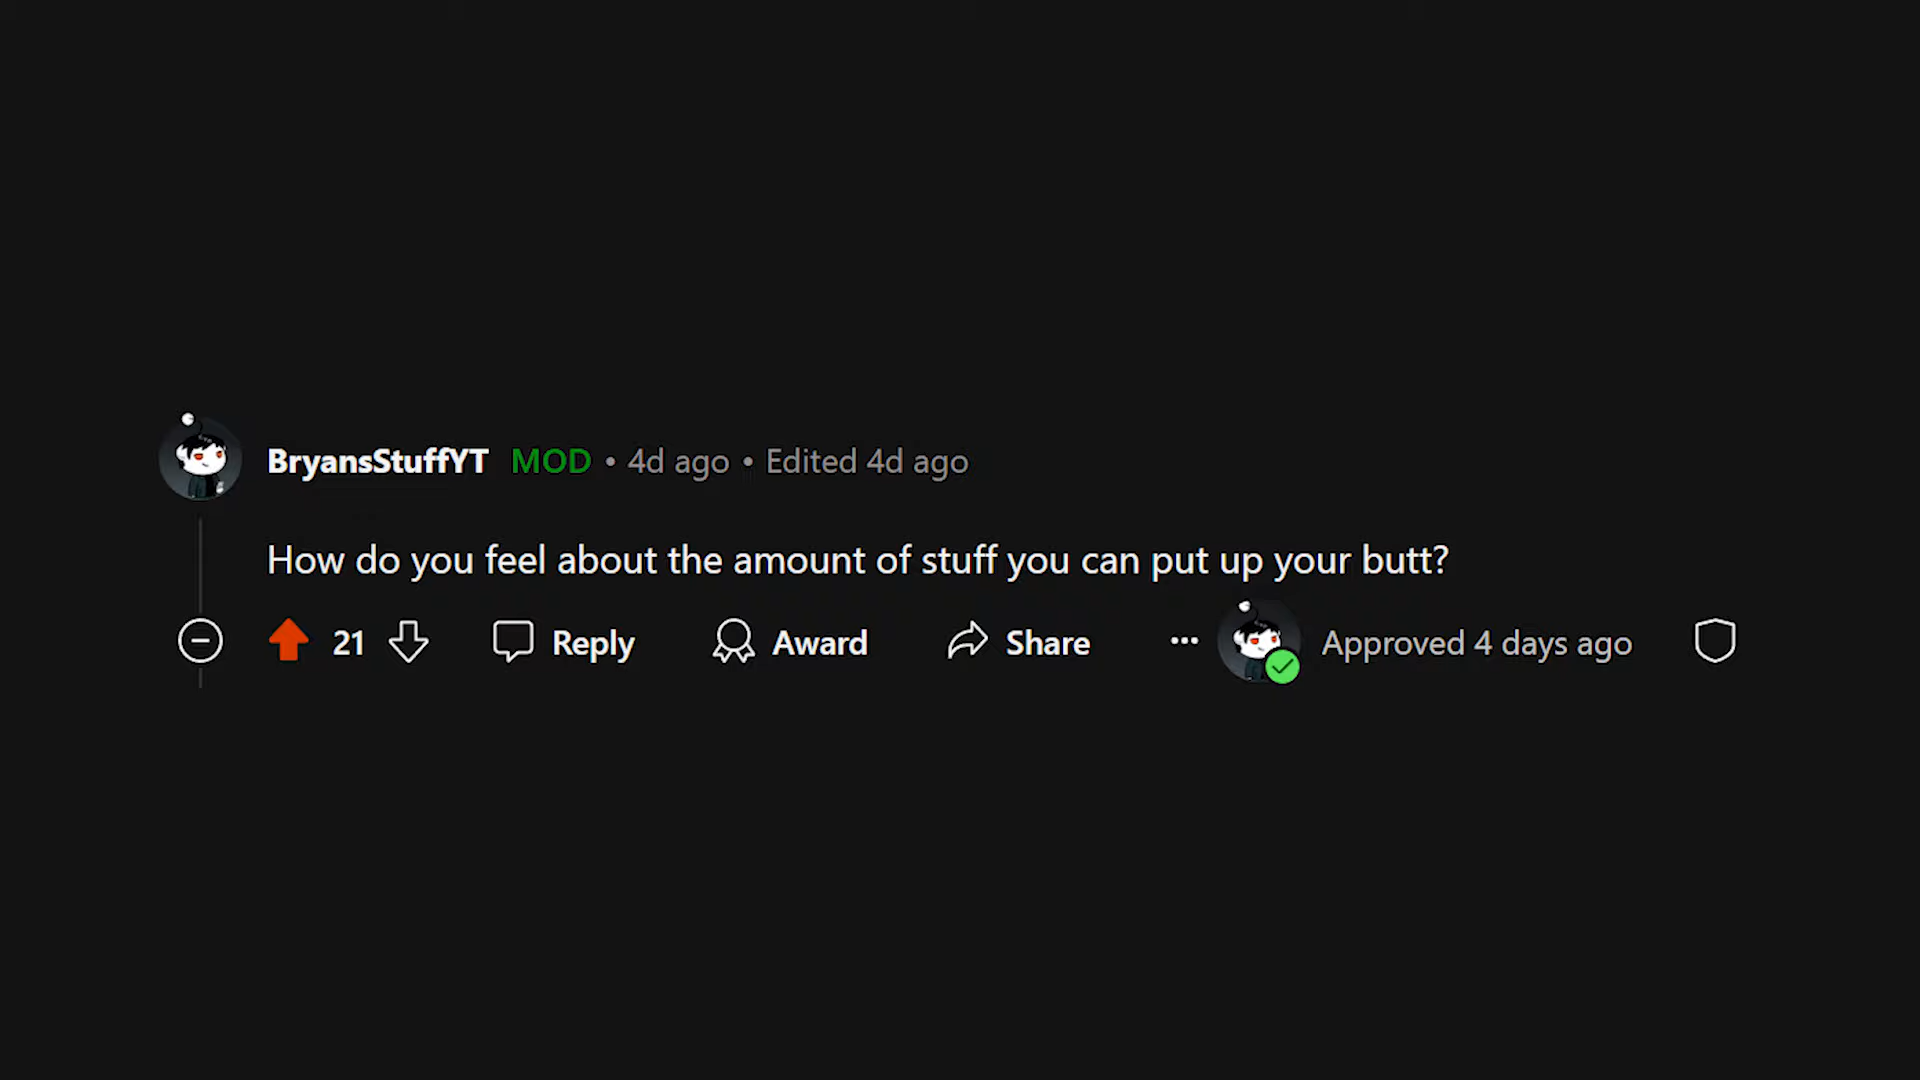 BryansStuffYT MOD • 4d ago • Edited 4d ago
How do you feel about the amount of stuff you can put up your butt?
21 Reply Award Share ••• Approved 4 days ago